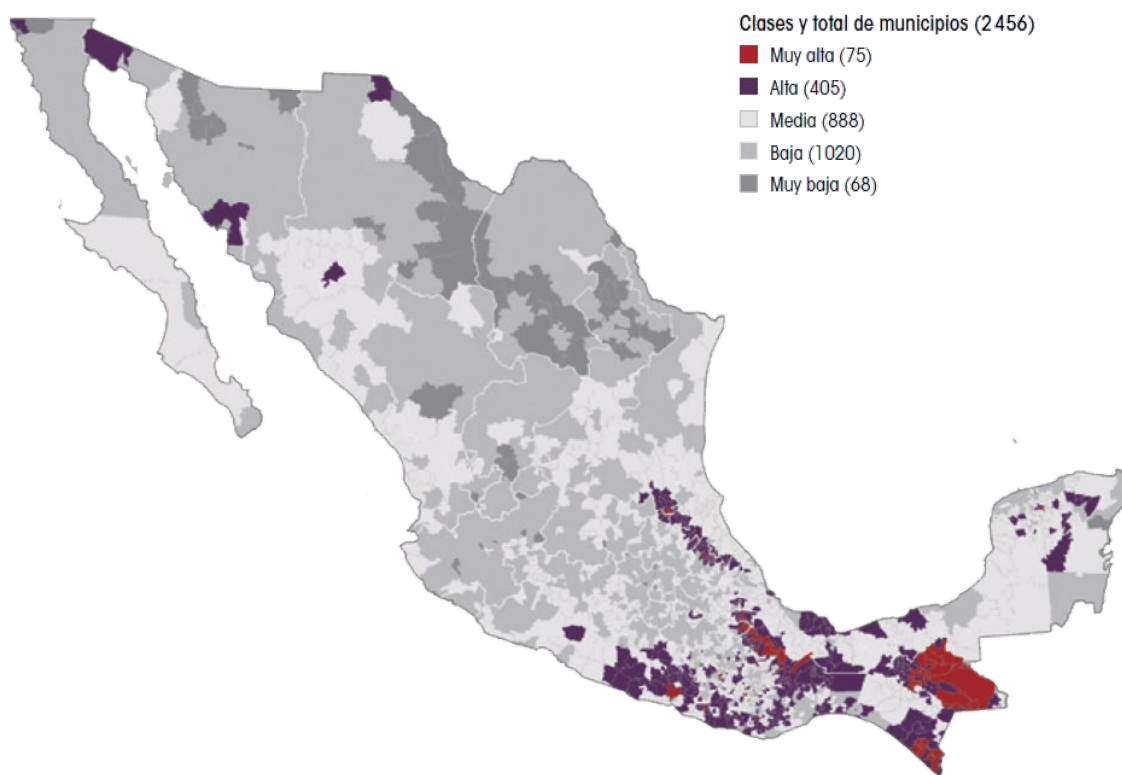 Clases y total de municipios (2 456)
Muy alta (75)
Alta (405)
Media (888)
Baja (1020)
Muy baja (68)